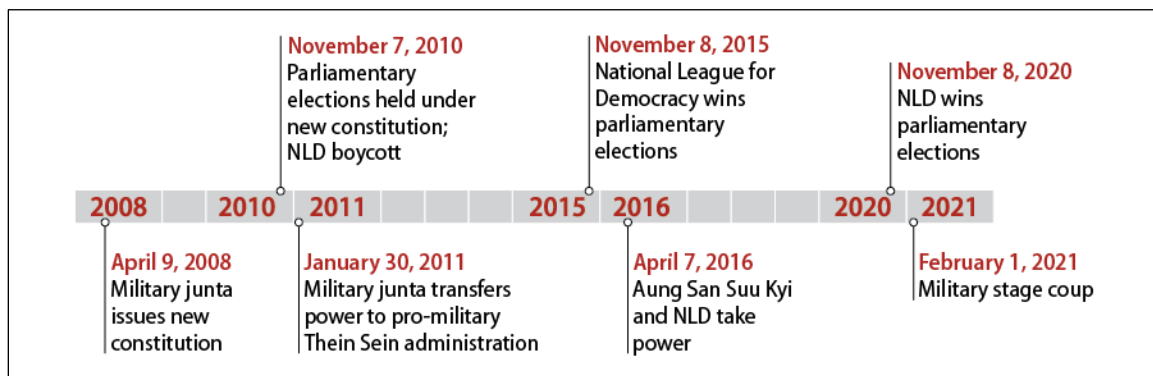 November 7, 2010
Parliamentary
elections held under
new constitution;
NLD boycott
November 8, 2015
National League for
Democracy wins
parliamentary
elections
November 8, 2020
NLD wins
parliamentary
elections
2008 2010 2011 2015 2016 2020 2021
April 9, 2008
Military junta
issues new
constitution
January 30, 2011
Military junta transfers
power to pro-military
Thein Sein administration
April 7, 2016
Aung San Suu Kyi
and NLD take
power
February 1, 2021
Military stage coup